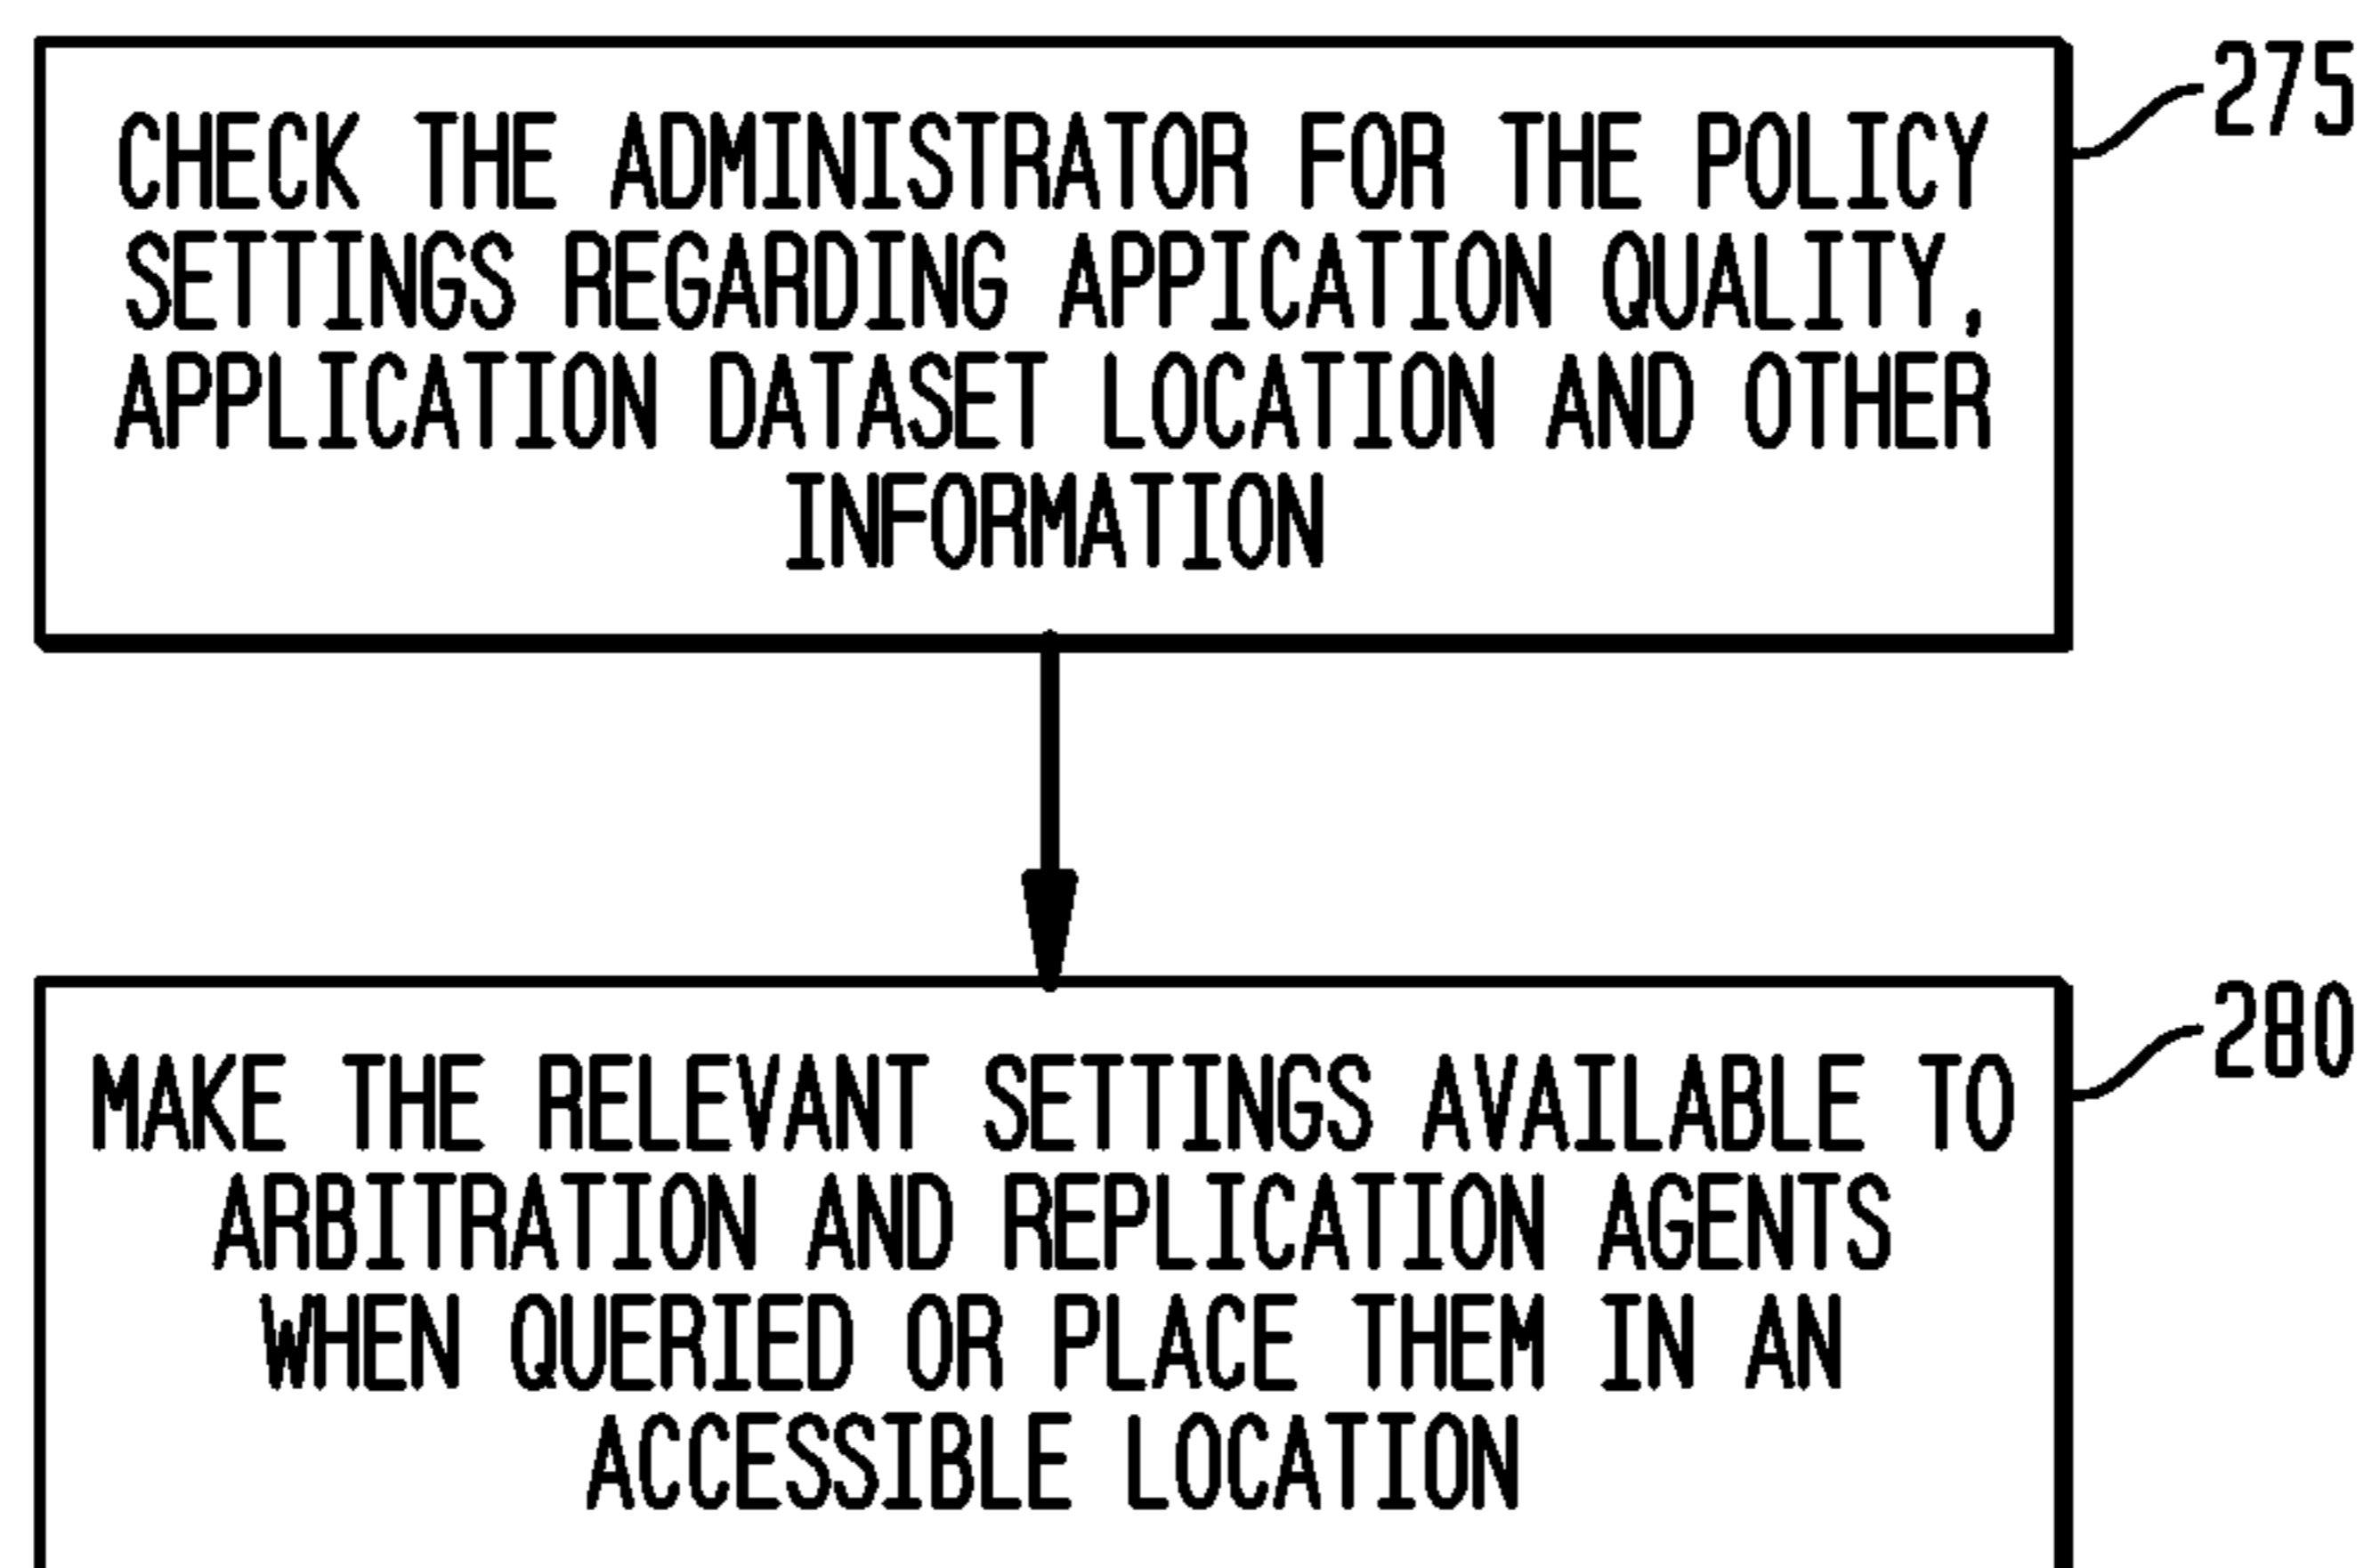 CHECK THE ADMINISTRATOR FOR THE POLICY
SETTINGS REGARDING APPICATION QUALITY,
APPLICATION DATASET LOCATION AND OTHER
INFORMATION
275
MAKE THE RELEVANT SETTINGS AVAILABLE TO
ARBITRATION AND REPLICATION AGENTS
WHEN QUERIED OR PLACE THEM IN AN
ACCESSIBLE LOCATION
280